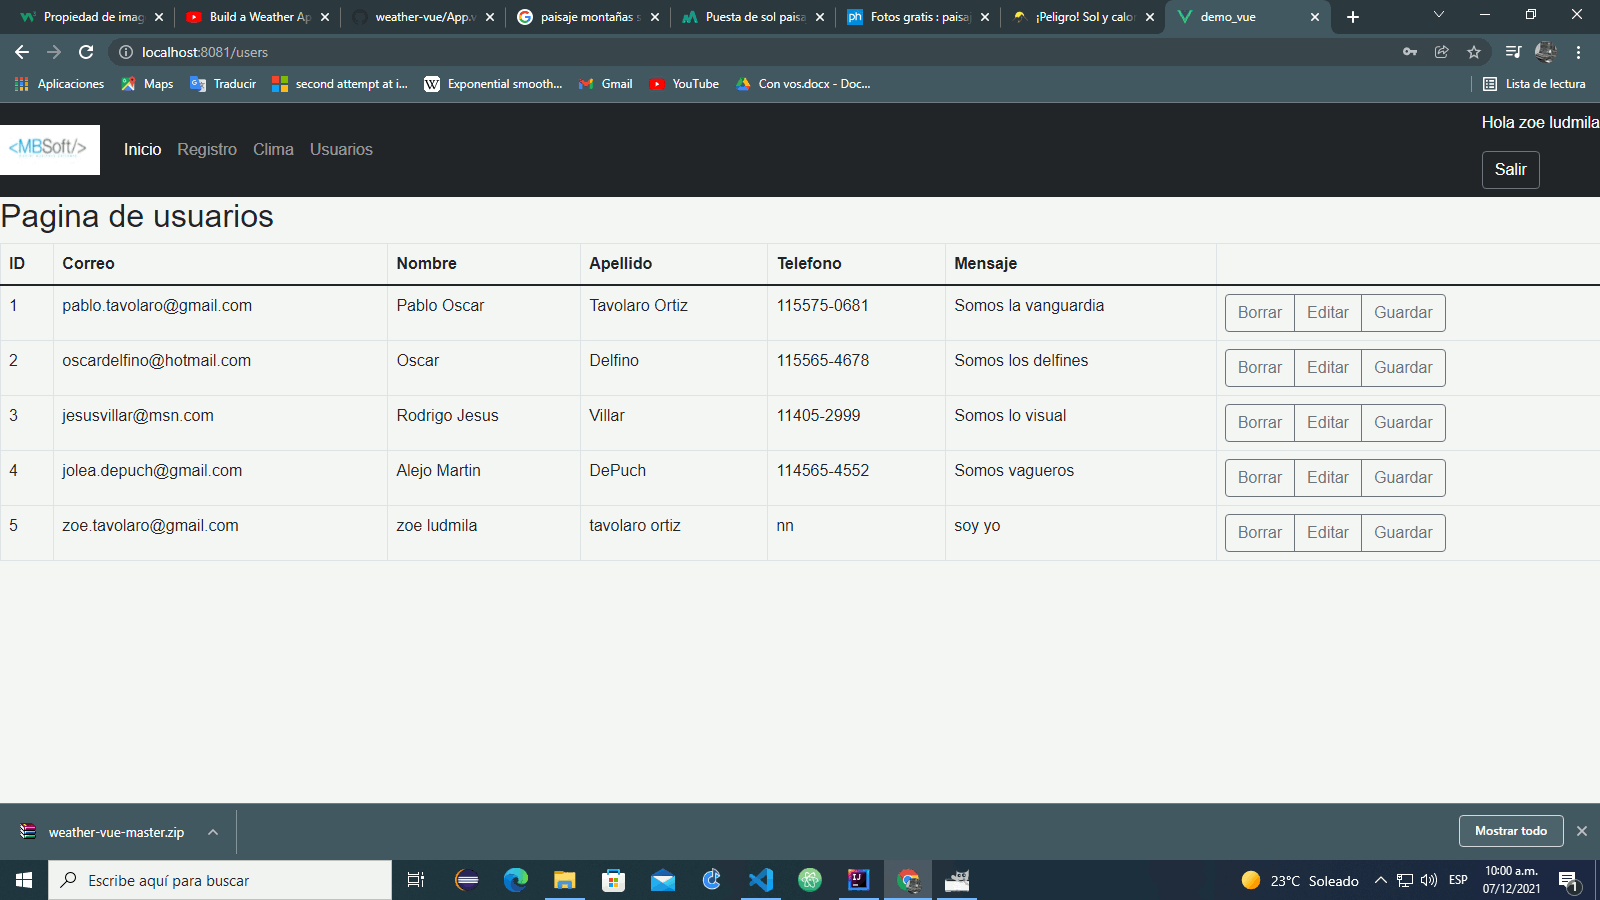 Propiedad de imag
Build a Weather Ap
weather-vue/App.v
paisaje montañas s
Puesta de sol paisa
Fotos gratis : paisaj
¡Peligro! Sol y calor
demo_vue
localhost:8081/users
Aplicaciones
Maps
Traducir
second attempt at i...
Exponential smooth...
Gmail
YouTube
Con vos.docx - Doc...
Lista de lectura
<MBSoft/>
Inicio Registro Clima Usuarios
Hola zoe ludmila
Salir
Pagina de usuarios
ID Correo Nombre Apellido Telefono Mensaje
1 pablo.tavolaro@gmail.com Pablo Oscar Tavolaro Ortiz 115575-0681 Somos la vanguardia Borrar Editar Guardar
2 oscardelfino@hotmail.com Oscar Delfino 115565-4678 Somos los delfines Borrar Editar Guardar
3 jesusvillar@msn.com Rodrigo Jesus Villar 11405-2999 Somos lo visual Borrar Editar Guardar
4 jolea.depuch@gmail.com Alejo Martin DePuch 114565-4552 Somos vagueros Borrar Editar Guardar
5 zoe.tavolaro@gmail.com zoe ludmila tavolaro ortiz nn soy yo Borrar Editar Guardar
weather-vue-master.zip
Mostrar todo
Escribe aquí para buscar
23°C Soleado
ESP
10:00 a.m.
07/12/2021
1